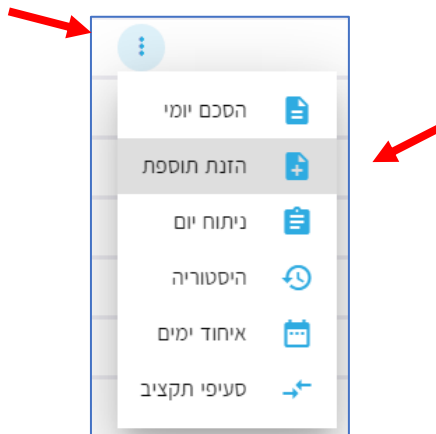 הסכם יומי
הזנת תוספת
ניתוח יום
היסטוריה
איחוד ימים
סעיפי תקציב